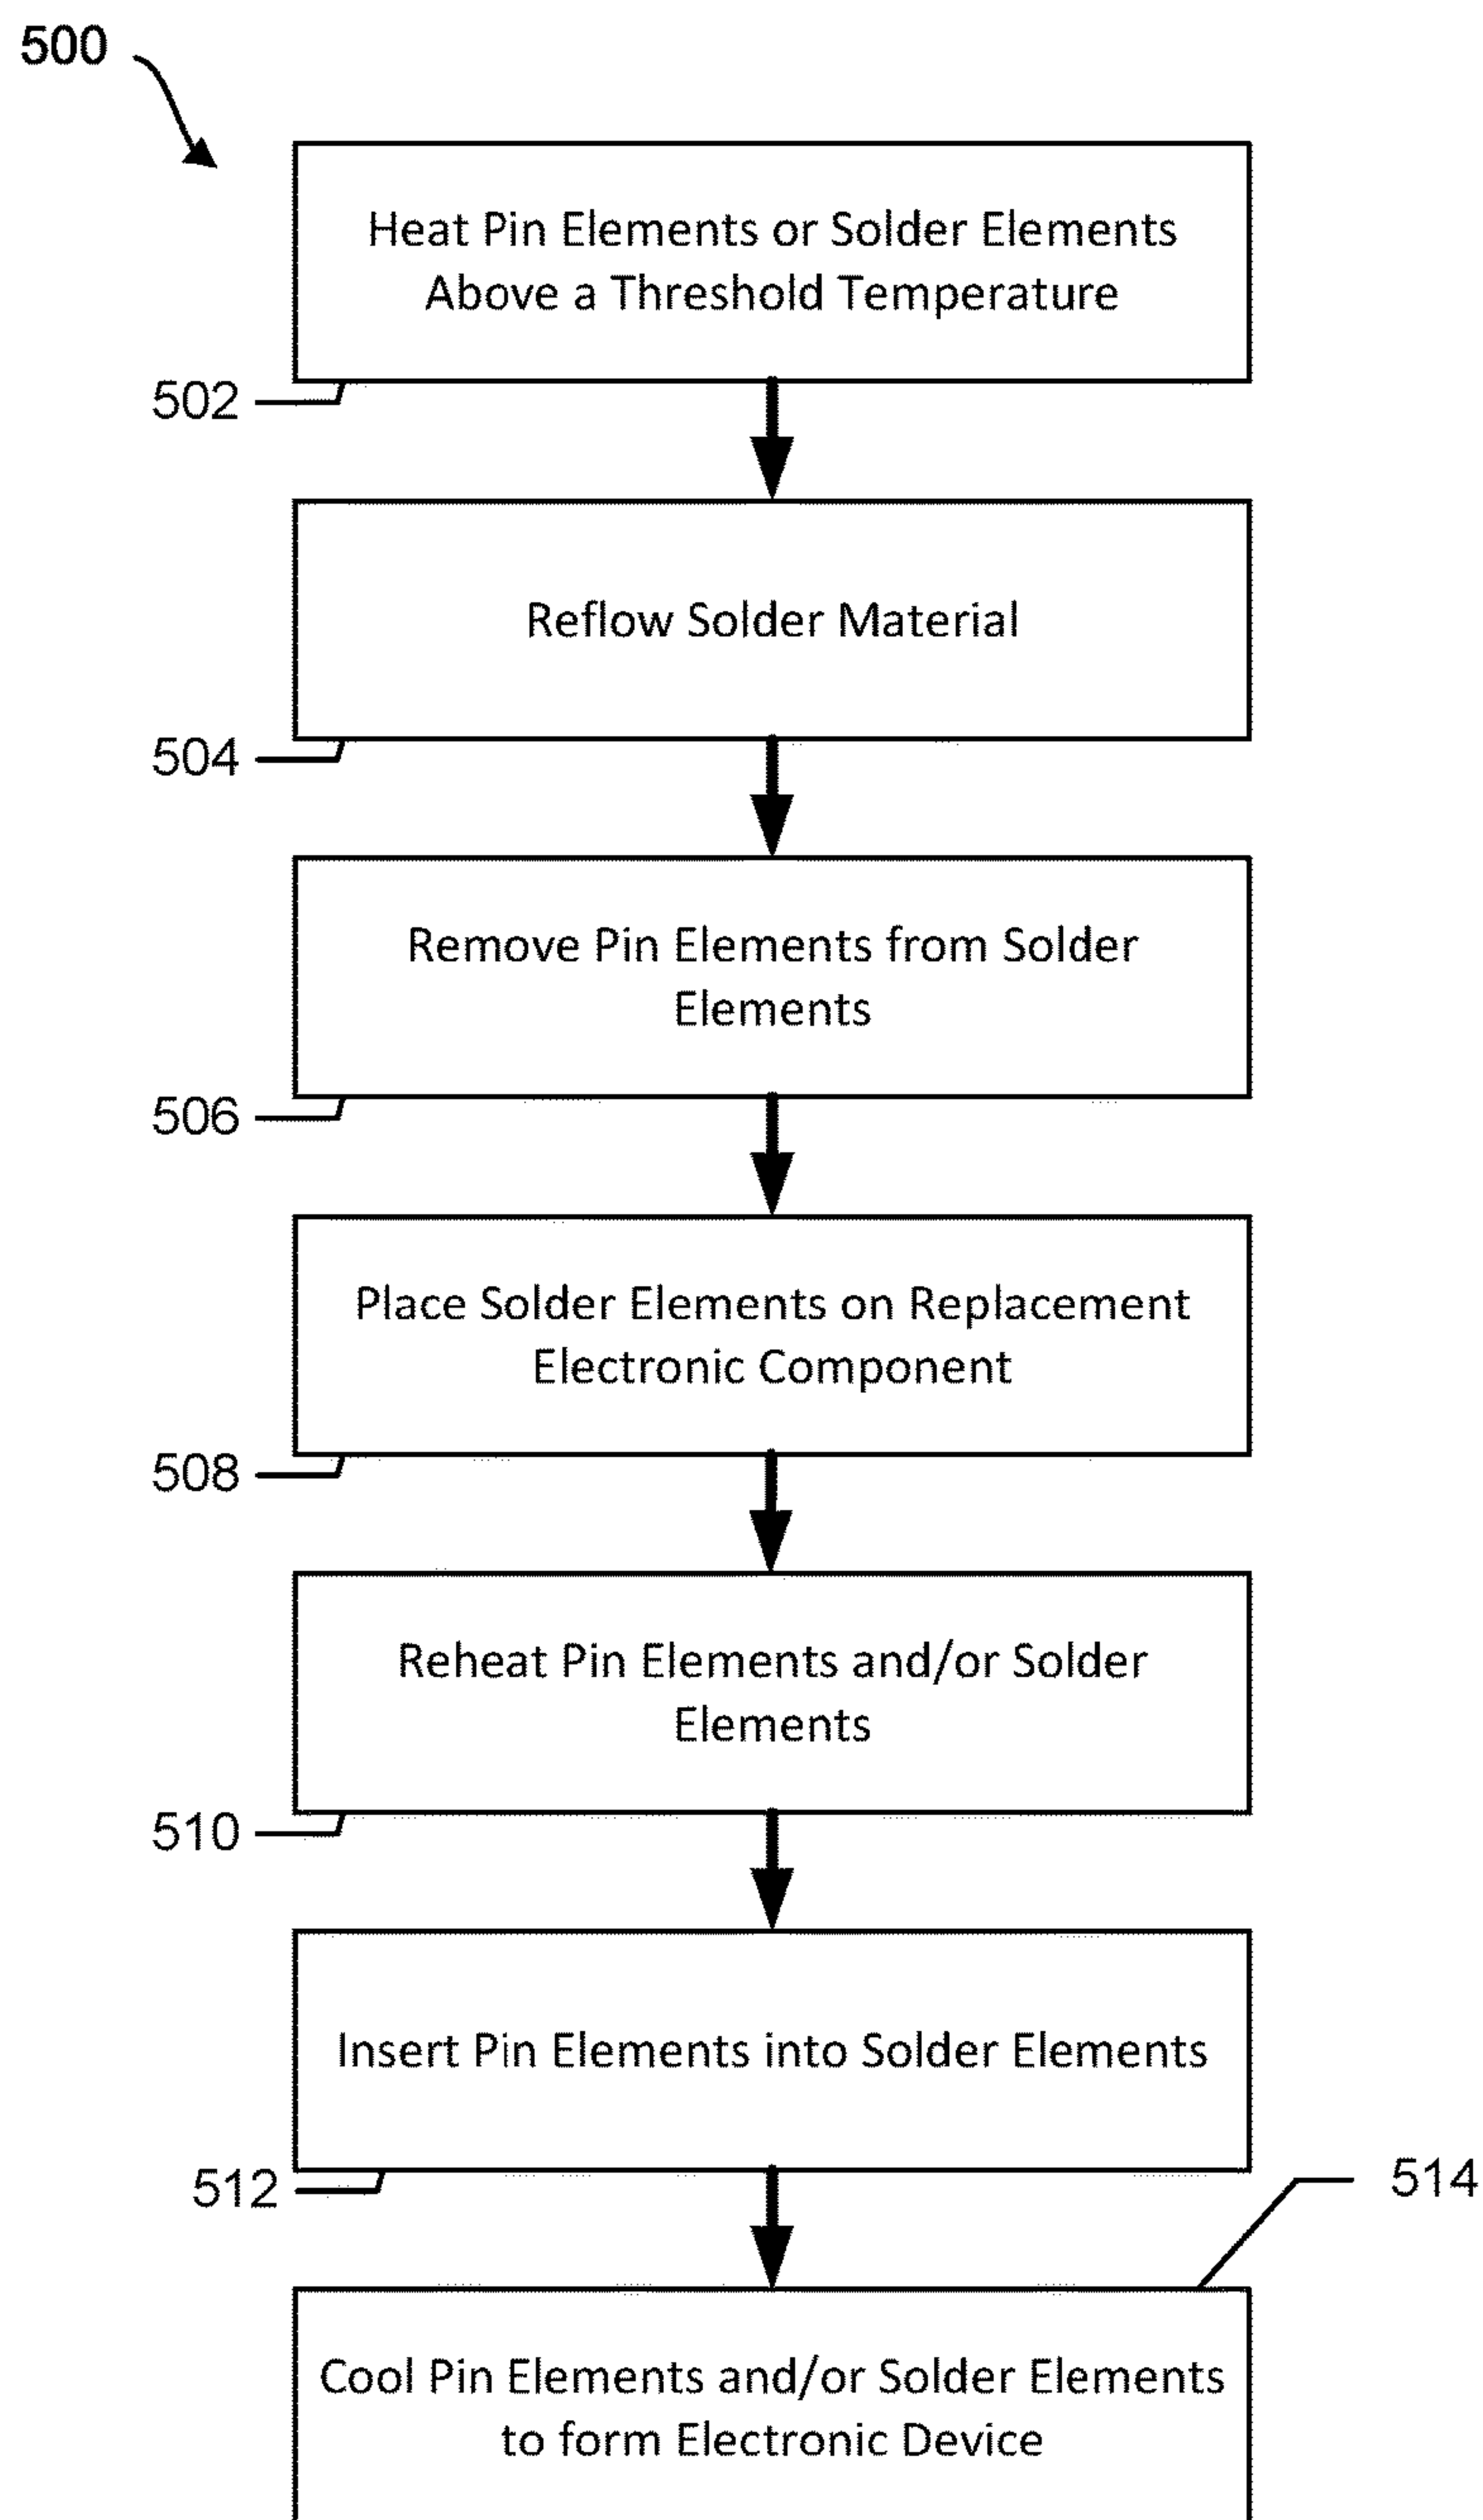 500
Heat Pin Elements or Solder Elements
Above a Threshold Temperature
502
Reflow Solder Material
504
Remove Pin Elements from Solder
Elements
506
Place Solder Elements on Replacement
Electronic Component
508
Reheat Pin Elements and/or Solder
Elements
510
Insert Pin Elements into Solder Elements
512
514
Cool Pin Elements and/or Solder Elements
to form Electronic Device